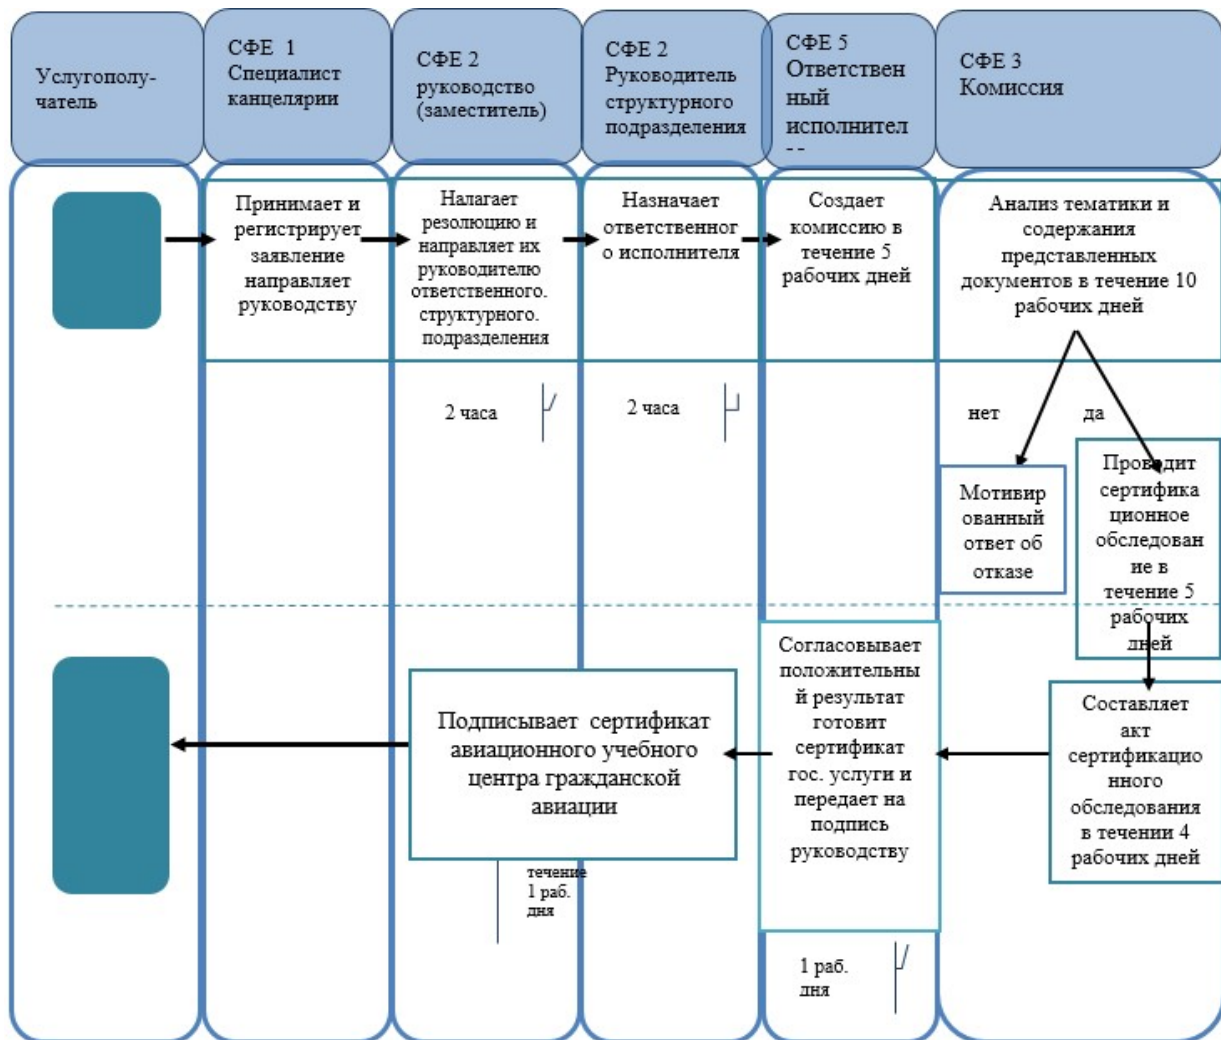 Услугополу-
чатель
СФЕ 1
Специалист
канцелярии
СФЕ 2
руководство
(заместитель)
СФЕ 2
Руководитель
структурного
подразделения
СФЕ 5
Ответствен
ный
исполнител
СФЕ 3
Комиссия
Принимает и
регистрирует
заявление
направляет
руководству
Налагает
резолюцию и
направляет их
руководителю
ответственного.
структурного.
подразделения
Назначает
ответственног
о исполнителя
Создает
комиссию в
течение 5
рабочих дней
Анализ тематики и
содержания
представленных
документов в течение 10
рабочих дней
2 часа
2 часа
нет
да
Мотивир
ованный
ответ об
отказе
Проводит
сертифика
ционное
обследован
ие в
течение 5
рабочих
дней
Составляет
акт
сертификацио
нного
обследования
в течении 4
рабочих дней
Согласовывает
положительны
й результат
готовит
сертификат
гос. услуги и
передает на
подпись
руководству
1 раб.
дня
Подписывает сертификат
авиационного учебного
центра гражданской
авиации
течение
1 раб.
дня